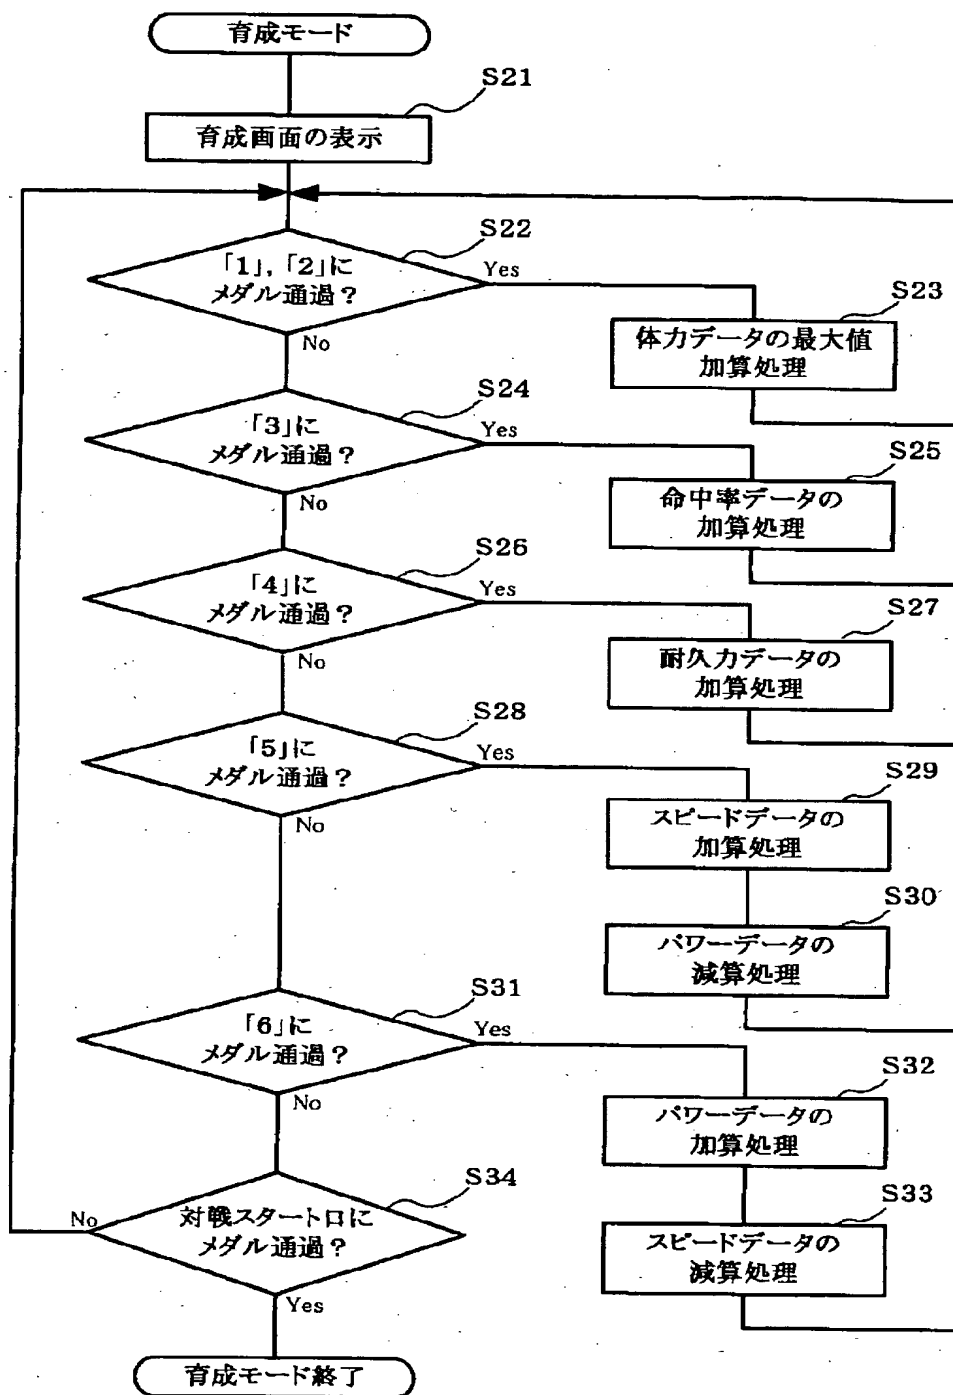 育成モード
S21
育成画面の表示
S22
「1」,「2」に
メダル通過?
Yes
No
S23
体力データの最大値
加算処理
S24
「3」に
メダル通過?
Yes
No
S25
命中率データの
加算処理
S26
「4」に
メダル通過?
Yes
No
S27
耐久力データの
加算処理
S28
「5」に
メダル通過?
Yes
No
S29
スピードデータの
加算処理
S30
パワーデータの
減算処理
S31
「6」に
メダル通過?
Yes
No
S32
パワーデータの
加算処理
S33
スピードデータの
減算処理
S34
対戦スタート口に
メダル通過?
No
Yes
育成モード終了